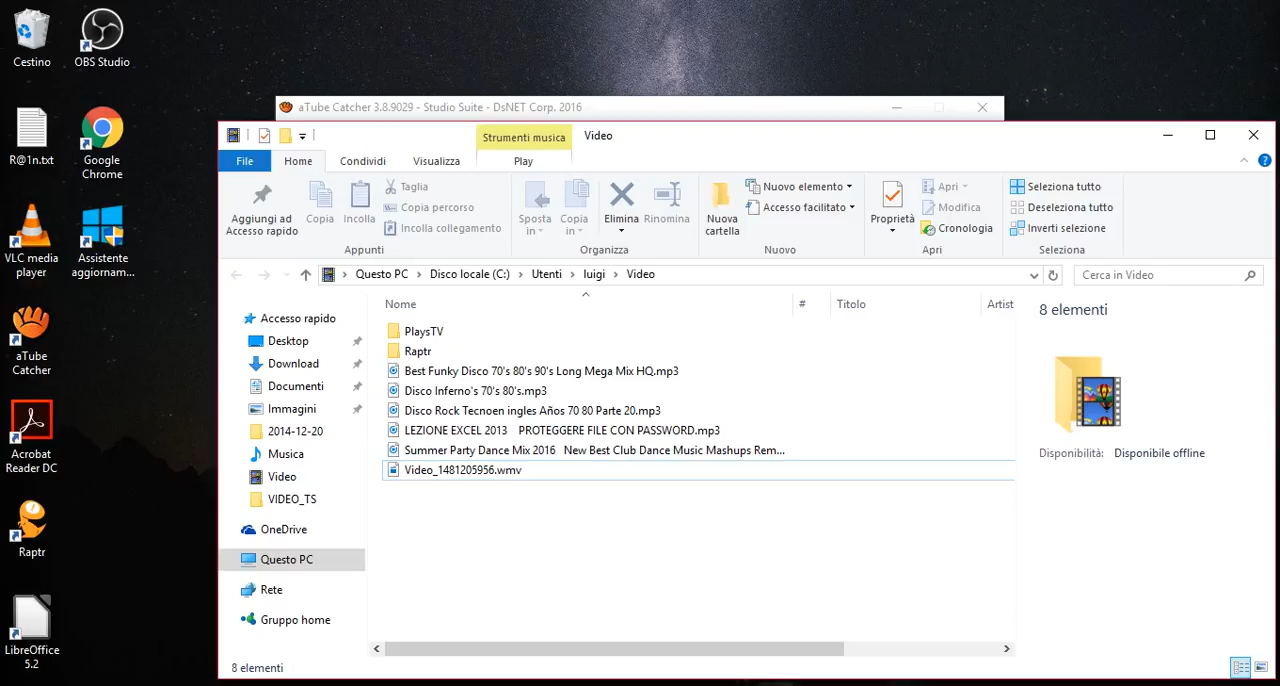 Cestino
OBS Studio
R@1n.txt
Google
Chrome
VLC media
player
Assistente
aggiornam...
aTube
Catcher
Acrobat
Reader DC
Raptr
LibreOffice
5.2
aTube Catcher 3.8.9029 - Studio Suite - DsNET Corp. 2016
Strumenti musica
Video
File
Home
Condividi
Visualizza
Play
Aggiungi ad
Accesso rapido
Copia
Incolla
Taglia
Copia percorso
Incolla collegamento
Appunti
Sposta
in
Copia
in
Elimina
Rinomina
Organizza
Nuova
cartella
Nuovo elemento
Accesso facilitato
Nuovo
Proprietà
Apri
Modifica
Cronologia
Apri
Seleziona tutto
Deseleziona tutto
Inverti selezione
Seleziona
Questo PC > Disco locale (C:) > Utenti > luigi > Video
Cerca in Video
Accesso rapido
Desktop
Download
Documenti
Immagini
2014-12-20
Musica
Video
VIDEO_TS
OneDrive
Questo PC
Rete
Gruppo home
Nome # Titolo Artist
PlaysTV
Raptr
Best Funky Disco 70's 80's 90's Long Mega Mix HQ.mp3
Disco Inferno's 70's 80's.mp3
Disco Rock Tecnoen ingles Años 70 80 Parte 20.mp3
LEZIONE EXCEL 2013 PROTEGGERE FILE CON PASSWORD.mp3
Summer Party Dance Mix 2016 New Best Club Dance Music Mashups Rem...
Video_1481205956.wmv
8 elementi
Disponibilità: Disponibile offline
8 elementi